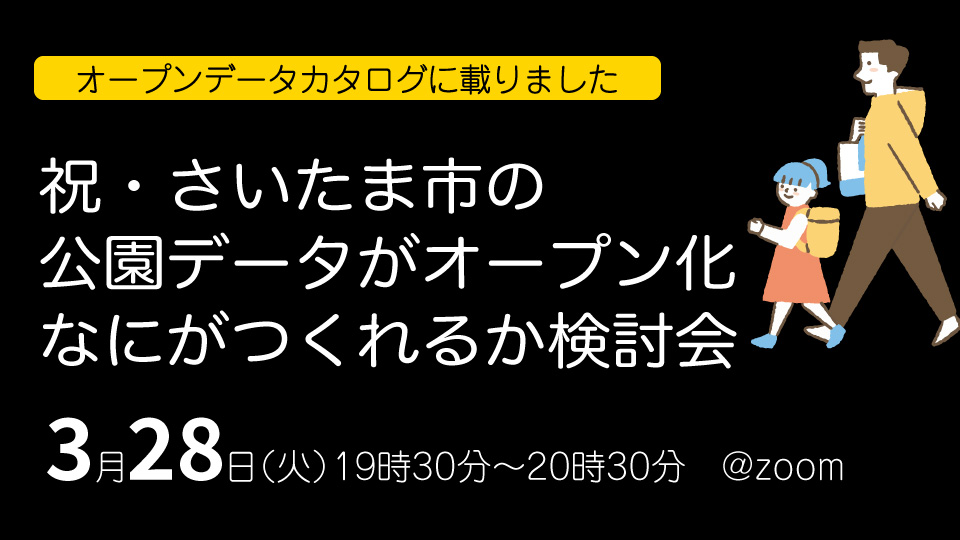 オープンデータカタログに載りました
祝・さいたま市の
公園データがオープン化
なにがつくれるか検討会
3月28日(火)19時30分～20時30分　@zoom